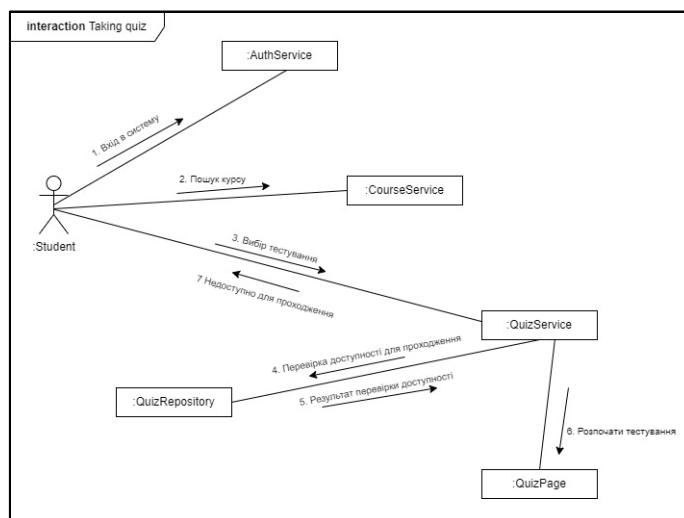 interaction Taking quiz
:AuthService
1. Вхід в систему
2. Пошук курсу
:CourseService
:Student
3. Вибір тестування
7 Недоступно для проходження
:QuizService
4. Перевірка доступності для проходження
:QuizRepository
5. Результат перевірки доступності
6. Розпочати тестування
:QuizPage